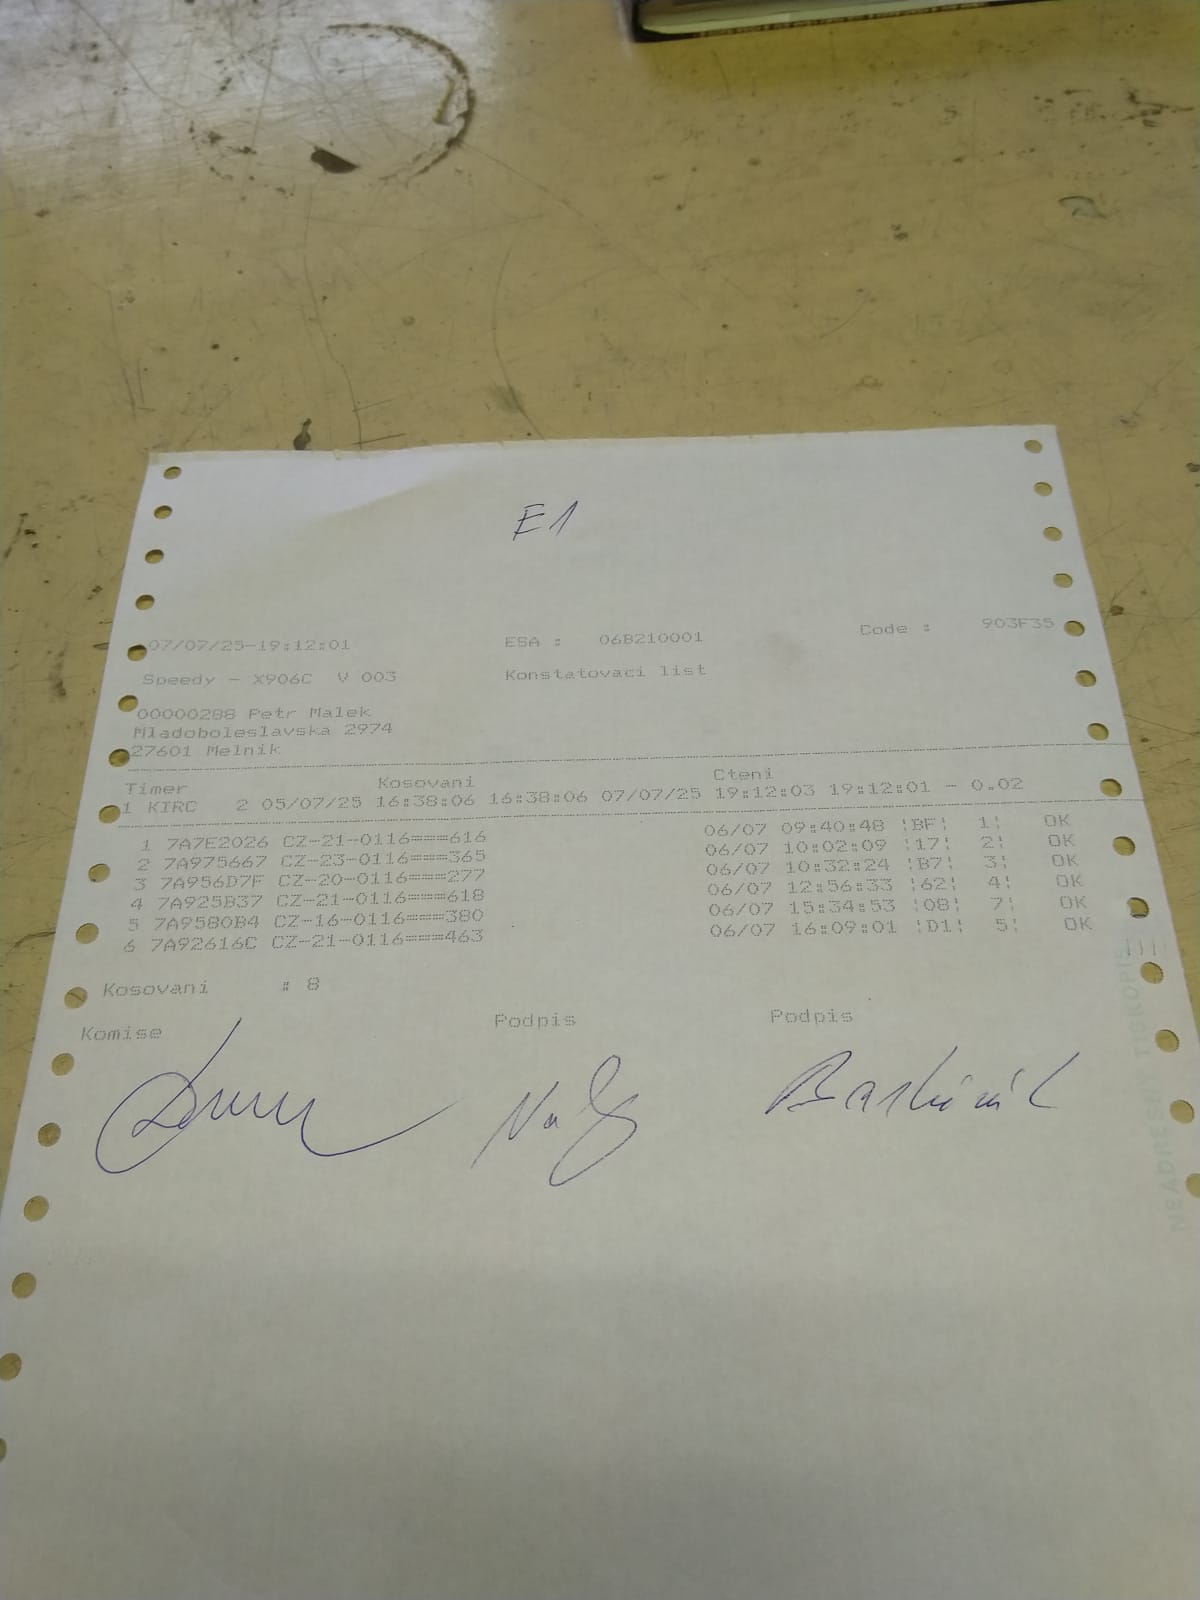 E1
07/07/25-19:12:01 ESA : 06B210001 Code : 903F35
Speedy - X906C V 003 Konstatovaci list
00000288 Petr Malek
Mladoboleslavska 2974
27601 Melnik
Timer Kosovani Cteni
1 KIRC 2 05/07/25 16:38:06 16:38:06 07/07/25 19:12:03 19:12:01 - 0.02
1 7A7E2026 CZ-21-0116===616 06/07 09:40:48 ¦BF¦ 1¦ OK
2 7A975667 CZ-23-0116===365 06/07 10:02:09 ¦17¦ 2¦ OK
3 7A956D7F CZ-20-0116===277 06/07 10:32:24 ¦B7¦ 3¦ OK
4 7A925B37 CZ-21-0116===618 06/07 12:56:33 ¦62¦ 4¦ OK
5 7A9580B4 CZ-16-0116===380 06/07 15:34:53 ¦08¦ 7¦ OK
6 7A92616C CZ-21-0116===463 06/07 16:09:01 ¦D1¦ 5¦ OK
Kosovani : 8
Komise Podpis Podpis
NEADRESNÍ TISKOPIS